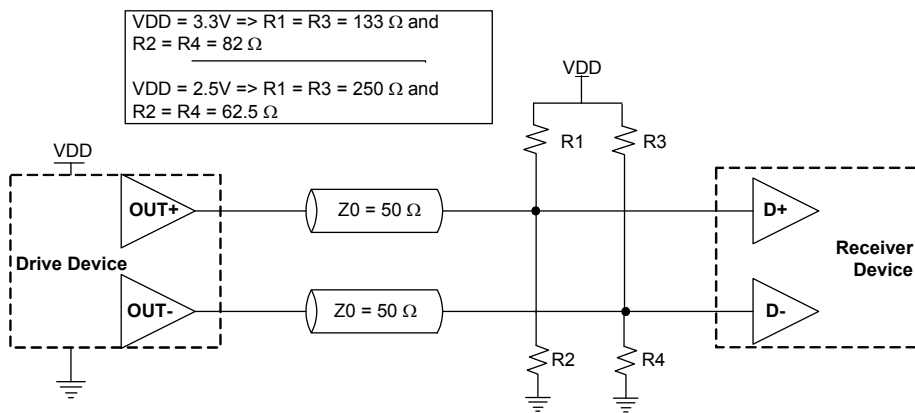 VDD = 3.3V => R1 = R3 = 133 Ω and
R2 = R4 = 82 Ω
VDD = 2.5V => R1 = R3 = 250 Ω and
R2 = R4 = 62.5 Ω
VDD
R1
R3
VDD
OUT+
Z0 = 50 Ω
D+
Drive Device
Receiver
Device
OUT-
Z0 = 50 Ω
D-
R2
R4